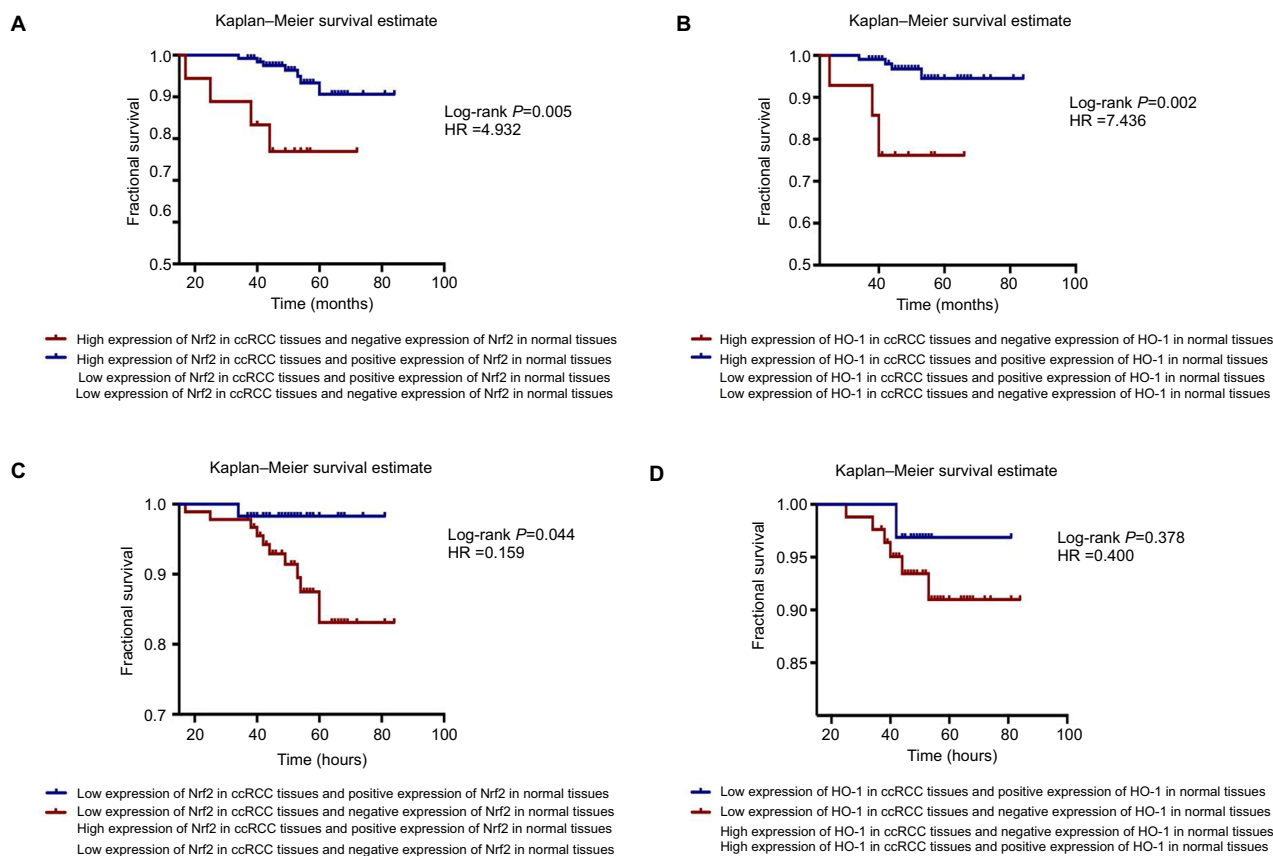 A
Kaplan–Meier survival estimate
1.0
0.9
0.8
0.7
0.6
0.5
Fractional survival
Log-rank P=0.005
HR =4.932
20 40 60 80 100
Time (months)
High expression of Nrf2 in ccRCC tissues and negative expression of Nrf2 in normal tissues
High expression of Nrf2 in ccRCC tissues and positive expression of Nrf2 in normal tissues
Low expression of Nrf2 in ccRCC tissues and positive expression of Nrf2 in normal tissues
Low expression of Nrf2 in ccRCC tissues and negative expression of Nrf2 in normal tissues
B
Kaplan–Meier survival estimate
1.0
0.9
0.8
0.7
0.6
0.5
Fractional survival
Log-rank P=0.002
HR =7.436
40 60 80 100
Time (months)
High expression of HO-1 in ccRCC tissues and negative expression of HO-1 in normal tissues
High expression of HO-1 in ccRCC tissues and positive expression of HO-1 in normal tissues
Low expression of HO-1 in ccRCC tissues and positive expression of HO-1 in normal tissues
Low expression of HO-1 in ccRCC tissues and negative expression of HO-1 in normal tissues
C
Kaplan–Meier survival estimate
1.0
0.9
0.8
0.7
Fractional survival
Log-rank P=0.044
HR =0.159
20 40 60 80 100
Time (hours)
Low expression of Nrf2 in ccRCC tissues and positive expression of Nrf2 in normal tissues
Low expression of Nrf2 in ccRCC tissues and negative expression of Nrf2 in normal tissues
High expression of Nrf2 in ccRCC tissues and positive expression of Nrf2 in normal tissues
Low expression of Nrf2 in ccRCC tissues and negative expression of Nrf2 in normal tissues
D
Kaplan–Meier survival estimate
1.00
0.95
0.90
0.85
Fractional survival
Log-rank P=0.378
HR =0.400
20 40 60 80 100
Time (hours)
Low expression of HO-1 in ccRCC tissues and positive expression of HO-1 in normal tissues
Low expression of HO-1 in ccRCC tissues and negative expression of HO-1 in normal tissues
High expression of HO-1 in ccRCC tissues and negative expression of HO-1 in normal tissues
High expression of HO-1 in ccRCC tissues and positive expression of HO-1 in normal tissues